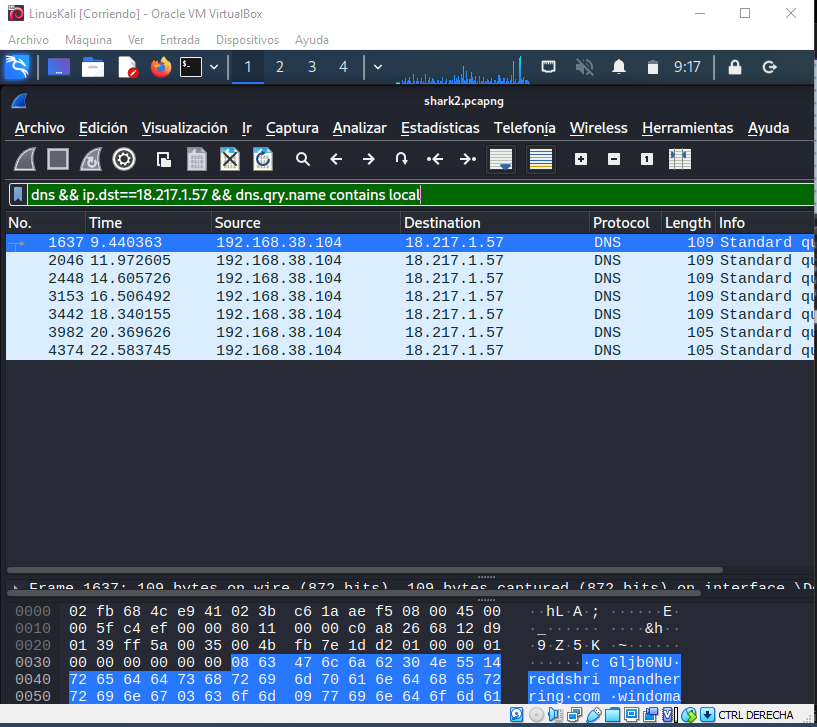 LinusKali [Corriendo] - Oracle VM VirtualBox
Archivo Máquina Ver Entrada Dispositivos Ayuda
1 2 3 4 9:17
shark2.pcapng
Archivo Edición Visualización Ir Captura Analizar Estadísticas Telefonía Wireless Herramientas Ayuda
dns && ip.dst==18.217.1.57 && dns.qry.name contains local
No. Time Source Destination Protocol Length Info
1637 9.440363 192.168.38.104 18.217.1.57 DNS 109 Standard qu
2046 11.972605 192.168.38.104 18.217.1.57 DNS 109 Standard qu
2448 14.605726 192.168.38.104 18.217.1.57 DNS 109 Standard qu
3153 16.506492 192.168.38.104 18.217.1.57 DNS 109 Standard qu
3442 18.340155 192.168.38.104 18.217.1.57 DNS 109 Standard qu
3982 20.369626 192.168.38.104 18.217.1.57 DNS 105 Standard qu
4374 22.583745 192.168.38.104 18.217.1.57 DNS 105 Standard qu
Frame 1637: 109 bytes on wire (872 bits), 109 bytes captured (872 bits) on interface \De
0000 02 fb 68 4c e9 41 02 3b c6 1a ae f5 08 00 45 00 ··hL·A·; ······E·
0010 00 5f c4 ef 00 00 80 11 00 00 c0 a8 26 68 12 d9 ·_······ ····&h··
0020 01 39 ff 5a 00 35 00 4b fb 7e 1d d2 01 00 00 01 ·9·Z·5·K ·~······
0030 00 00 00 00 00 00 08 63 47 6c 6a 62 30 4e 55 14 ·······c Gljb0NU·
0040 72 65 64 64 73 68 72 69 6d 70 61 6e 64 68 65 72 reddshri mpandher
0050 72 69 6e 67 03 63 6f 6d 09 77 69 6e 64 6f 6d 61 ring·com ·windoma
CTRL DERECHA